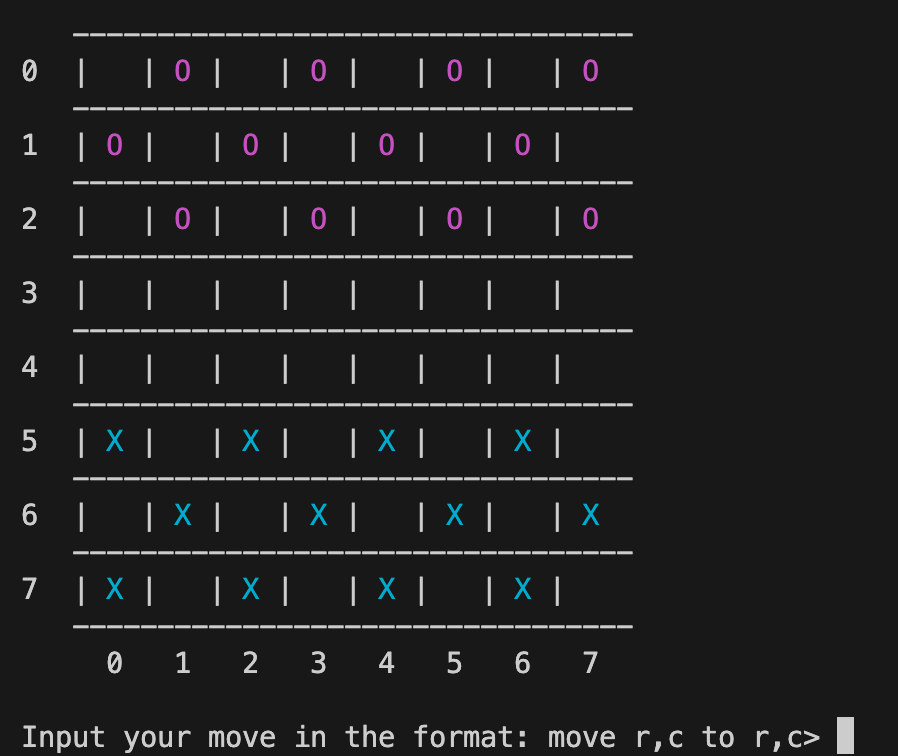 ---------------------------------
0 |   | O |   | O |   | O |   | O
---------------------------------
1 | O |   | O |   | O |   | O |
---------------------------------
2 |   | O |   | O |   | O |   | O
---------------------------------
3 |   |   |   |   |   |   |   |
---------------------------------
4 |   |   |   |   |   |   |   |
---------------------------------
5 | X |   | X |   | X |   | X |
---------------------------------
6 |   | X |   | X |   | X |   | X
---------------------------------
7 | X |   | X |   | X |   | X |
---------------------------------
0 1 2 3 4 5 6 7
Input your move in the format: move r,c to r,c>